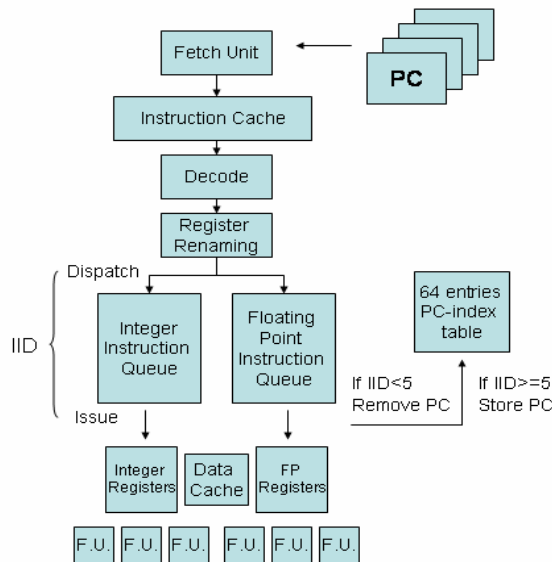 Fetch Unit
PC
Instruction Cache
Decode
Register
Renaming
Dispatch
IID
Integer
Instruction
Queue
Floating
Point
Instruction
Queue
64 entries
PC-index
table
If IID<5
Remove PC
If IID>=5
Store PC
Issue
Integer
Registers
Data
Cache
FP
Registers
F.U.
F.U.
F.U.
F.U.
F.U.
F.U.